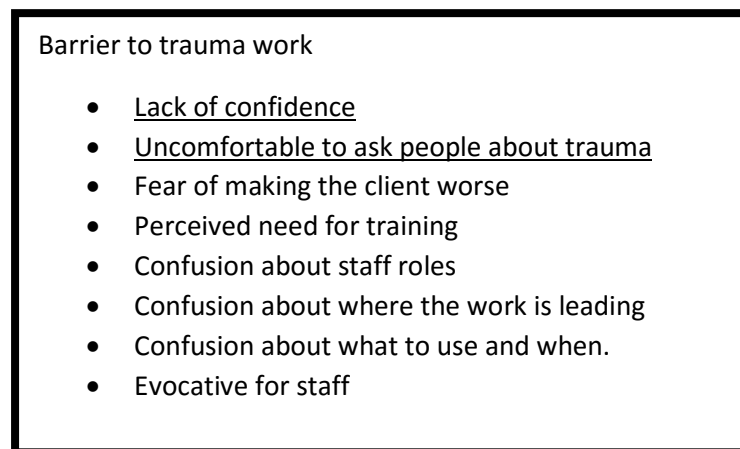 Barrier to trauma work
• Lack of confidence
• Uncomfortable to ask people about trauma
• Fear of making the client worse
• Perceived need for training
• Confusion about staff roles
• Confusion about where the work is leading
• Confusion about what to use and when.
• Evocative for staff